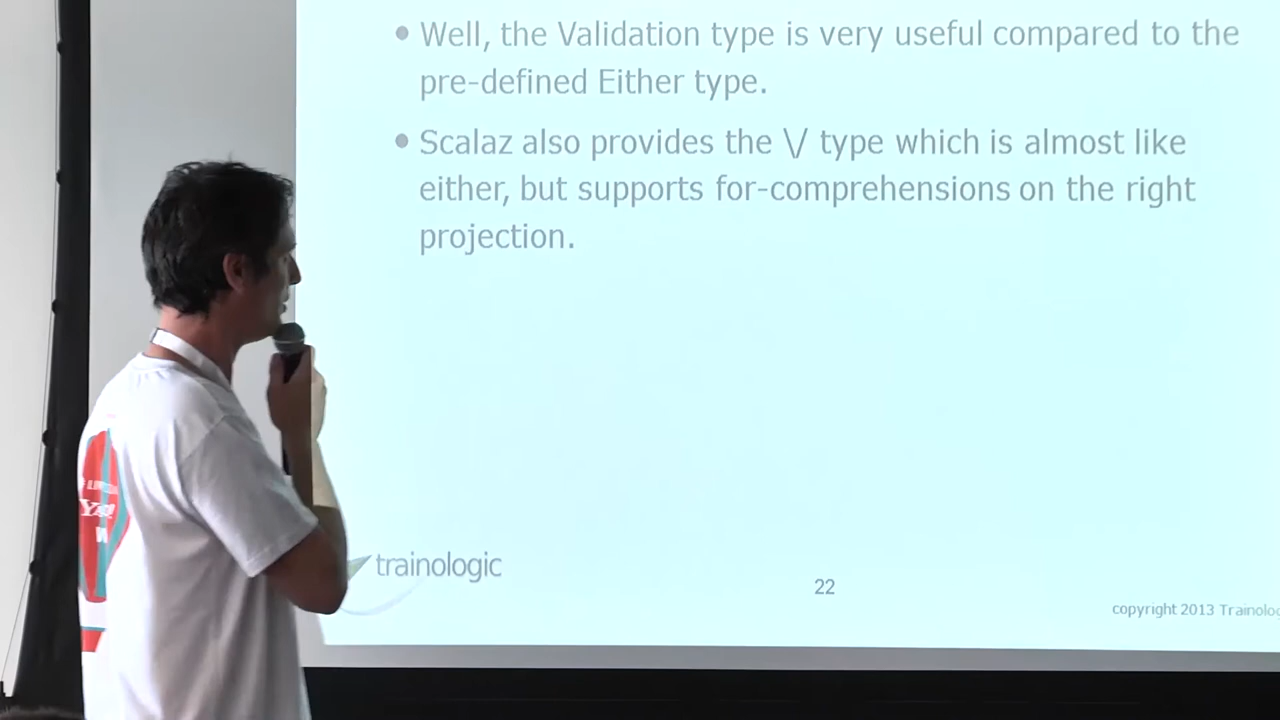 • Well, the Validation type is very useful compared to the
pre-defined Either type.
• Scalaz also provides the \/ type which is almost like
either, but supports for-comprehensions on the right
projection.
trainologic
22
copyright 2013